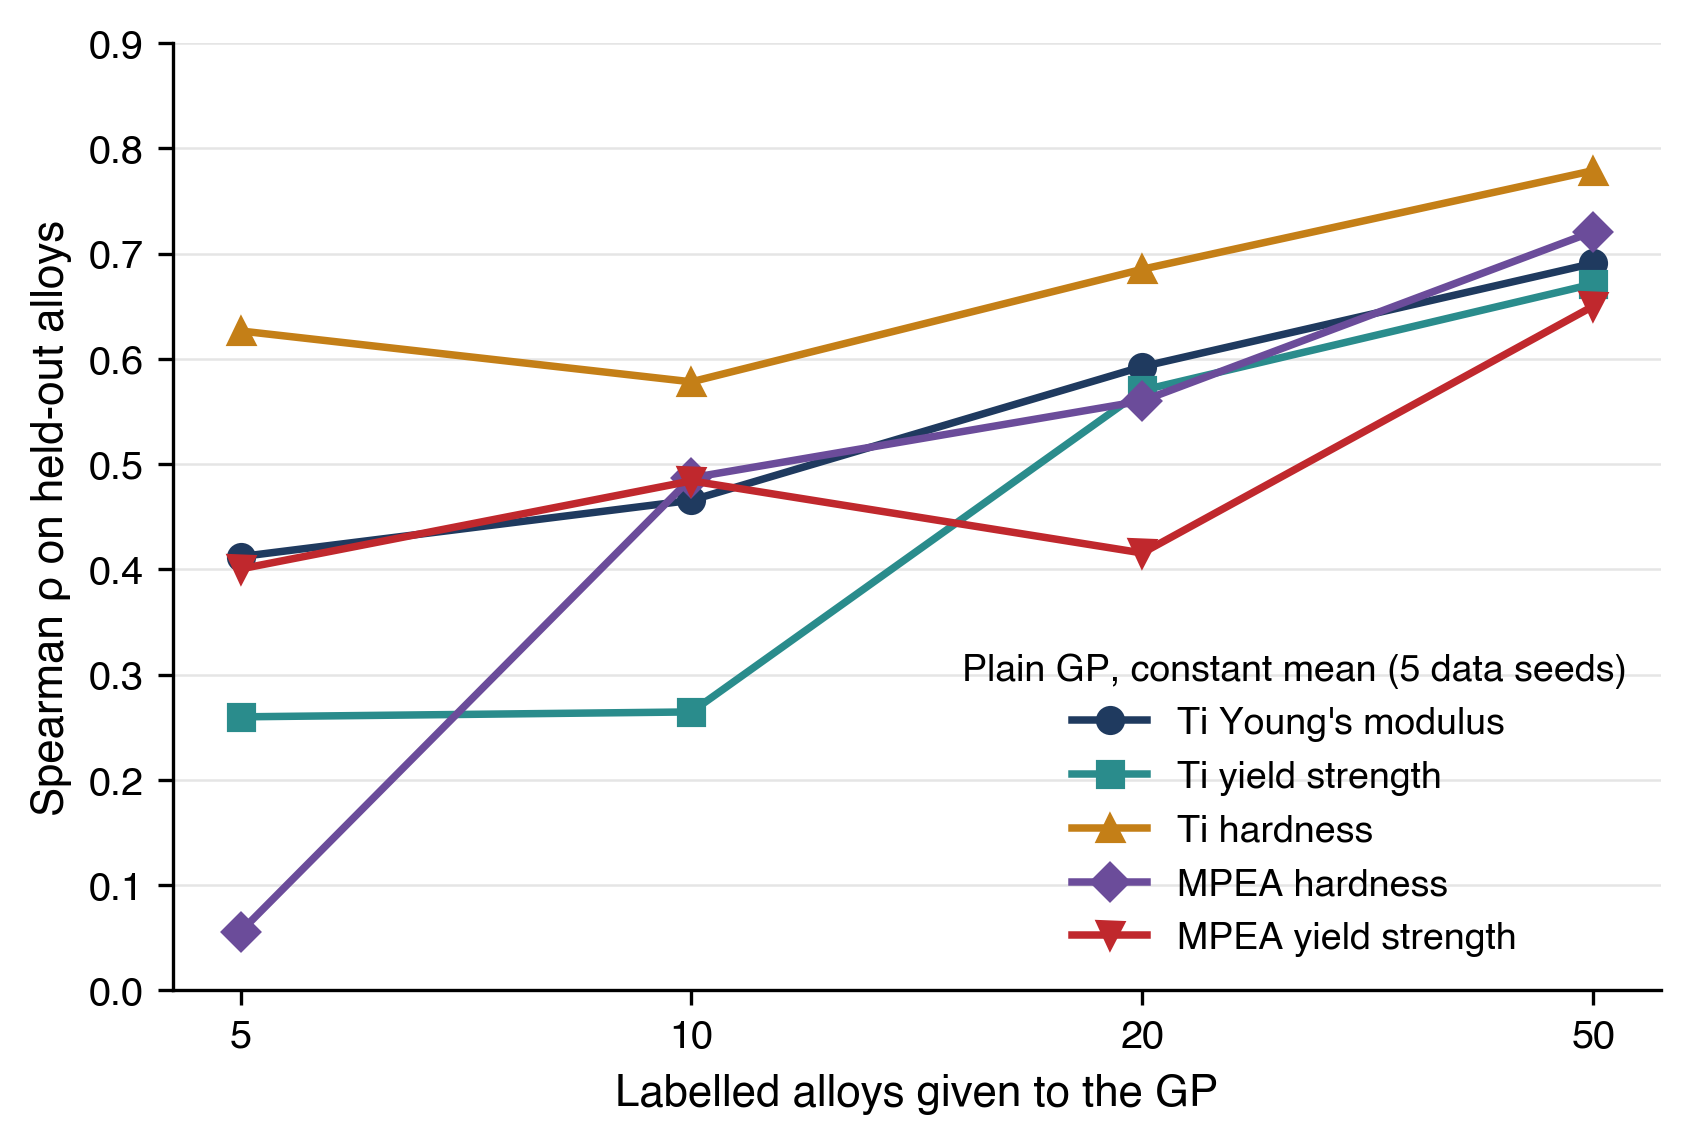 0.9
0.8
0.7
0.6
0.5
0.4
0.3
0.2
0.1
0.0
Spearman ρ on held-out alloys
Plain GP, constant mean (5 data seeds)
Ti Young's modulus
Ti yield strength
Ti hardness
MPEA hardness
MPEA yield strength
5 10 20 50
Labelled alloys given to the GP